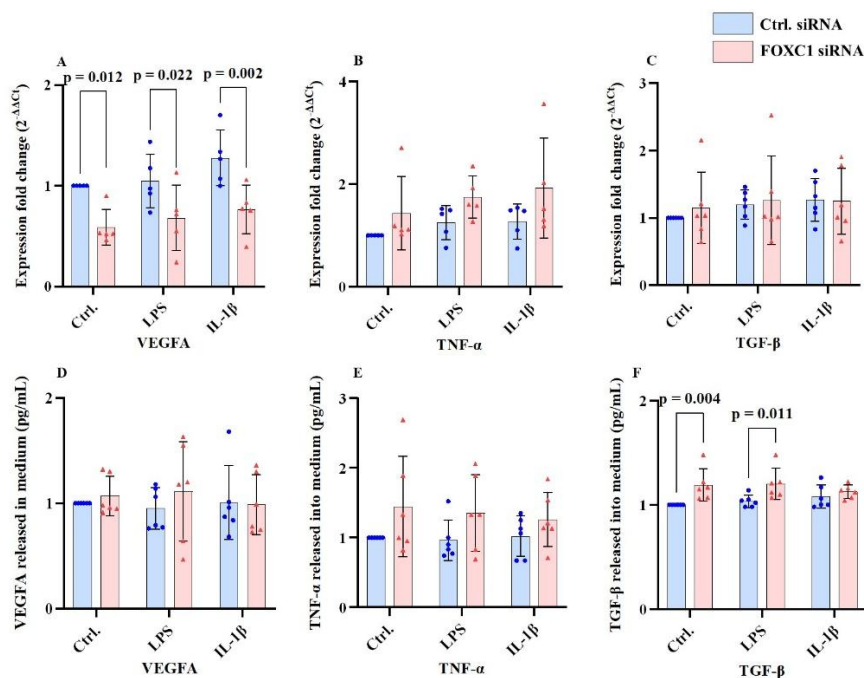 Ctrl. siRNA
FOXC1 siRNA
A
p = 0.012
p = 0.022
p = 0.002
Expression fold change (2^-ΔΔCt)
2
1
0
Ctrl.
LPS
IL-1β
VEGFA
B
Expression fold change (2^-ΔΔCt)
4
2
0
Ctrl.
LPS
IL-1β
TNF-α
C
Expression fold change (2^-ΔΔCt)
3
2
1
0
Ctrl.
LPS
IL-1β
TGF-β
D
VEGFA released in medium (pg/mL)
2
1
0
Ctrl.
LPS
IL-1β
VEGFA
E
TNF-α released into medium (pg/mL)
3
2
1
0
Ctrl.
LPS
IL-1β
TNF-α
F
p = 0.004
p = 0.011
TGF-β released into medium (pg/mL)
2
1
0
Ctrl.
LPS
IL-1β
TGF-β